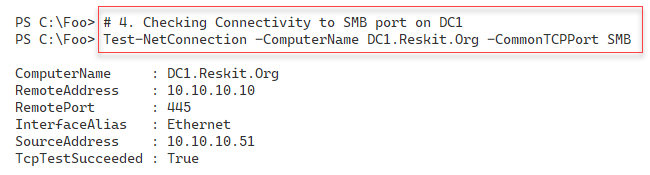 PS C:\Foo> # 4. Checking Connectivity to SMB port on DC1
PS C:\Foo> Test-NetConnection -ComputerName DC1.Reskit.Org -CommonTCPPort SMB
ComputerName     : DC1.Reskit.Org
RemoteAddress    : 10.10.10.10
RemotePort       : 445
InterfaceAlias   : Ethernet
SourceAddress    : 10.10.10.51
TcpTestSucceeded : True